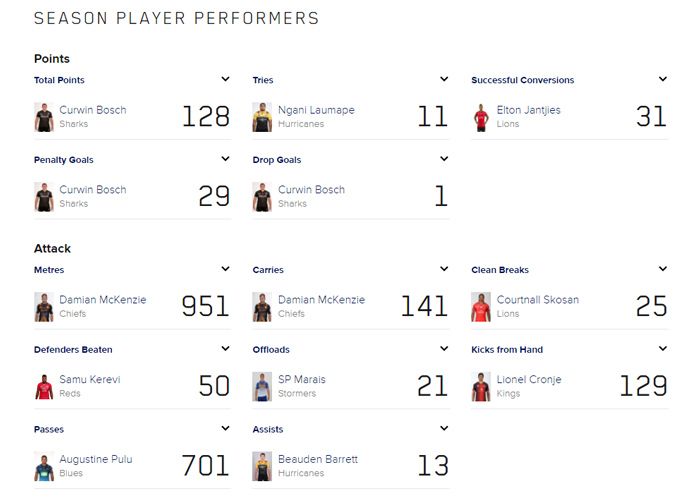 SEASON PLAYER PERFORMERS
Points
Total Points
Curwin Bosch
Sharks
128
Tries
Ngani Laumape
Hurricanes
11
Successful Conversions
Elton Jantjies
Lions
31
Penalty Goals
Curwin Bosch
Sharks
29
Drop Goals
Curwin Bosch
Sharks
1
Attack
Metres
Damian McKenzie
Chiefs
951
Carries
Damian McKenzie
Chiefs
141
Clean Breaks
Courtnall Skosan
Lions
25
Defenders Beaten
Samu Kerevi
Reds
50
Offloads
SP Marais
Stormers
21
Kicks from Hand
Lionel Cronje
Kings
129
Passes
Augustine Pulu
Blues
701
Assists
Beauden Barrett
Hurricanes
13